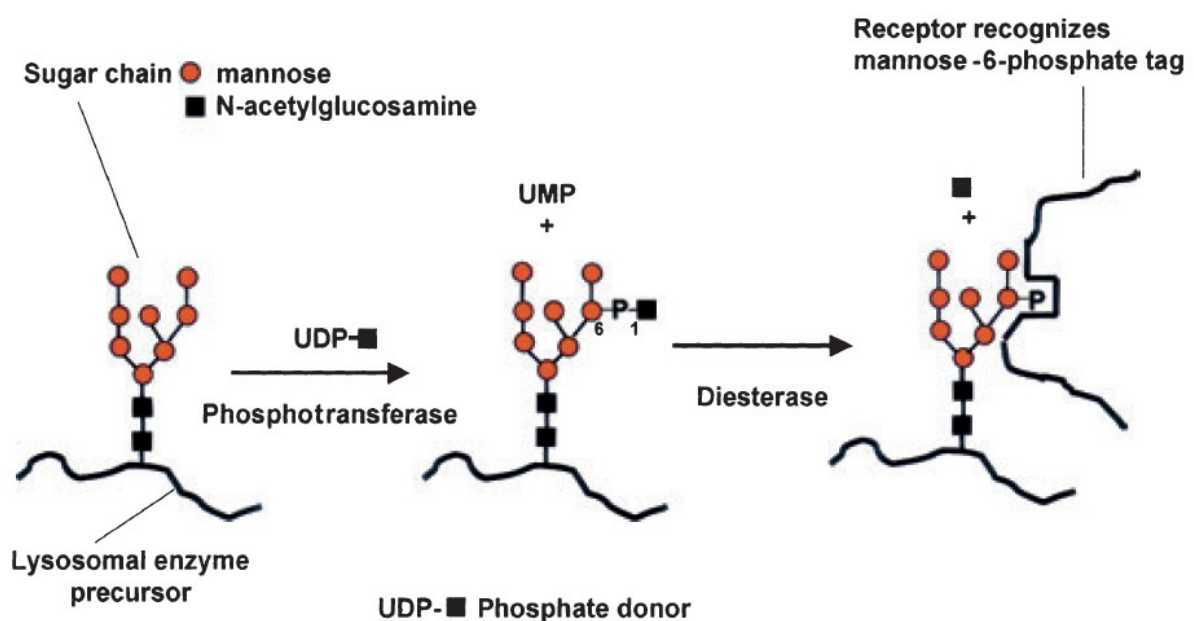 Receptor recognizes
mannose -6-phosphate tag
Sugar chain mannose
N-acetylglucosamine
UMP
+
+
UDP-
Phosphotransferase
P
6 1
Diesterase
P
Lysosomal enzyme
precursor
UDP- Phosphate donor